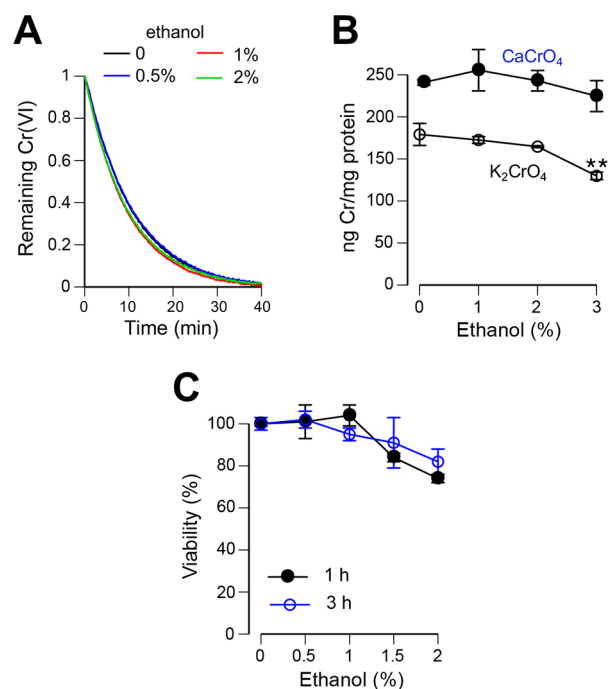 A
ethanol
0
1%
0.5%
2%
Remaining Cr(VI)
1
0.8
0.6
0.4
0.2
0
0
10
20
30
40
Time (min)
B
CaCrO₄
ng Cr/mg protein
250
200
150
100
50
0
**
K₂CrO₄
0
1
2
3
Ethanol (%)
C
Viability (%)
100
80
60
40
20
0
1 h
3 h
0
0.5
1
1.5
2
Ethanol (%)